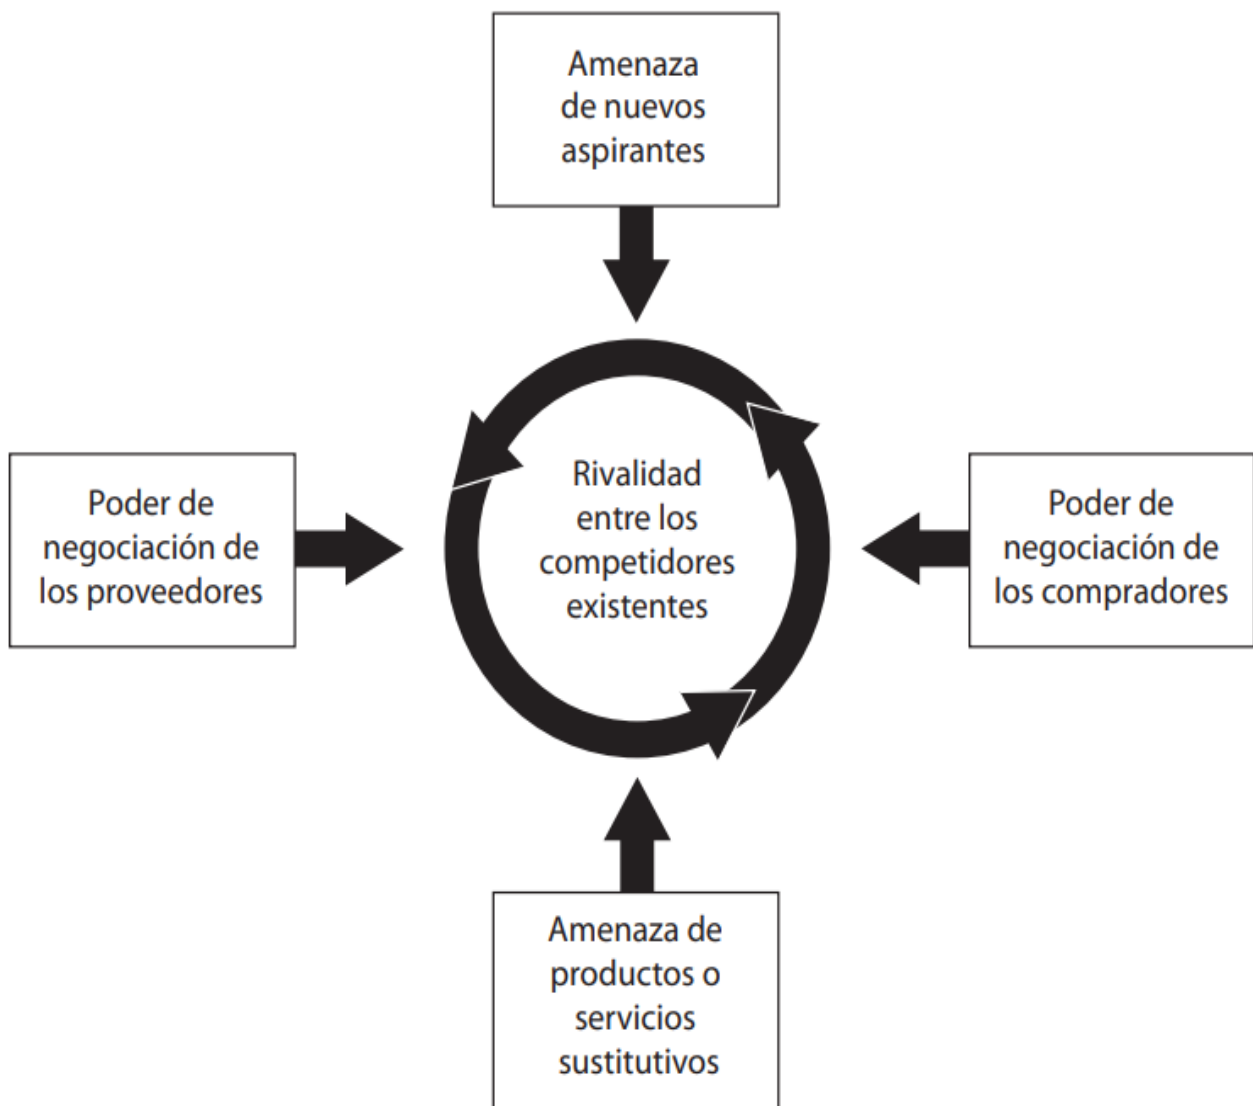 Amenaza
de nuevos
aspirantes
Poder de
negociación de
los proveedores
Rivalidad
entre los
competidores
existentes
Poder de
negociación de
los compradores
Amenaza de
productos o
servicios
sustitutivos